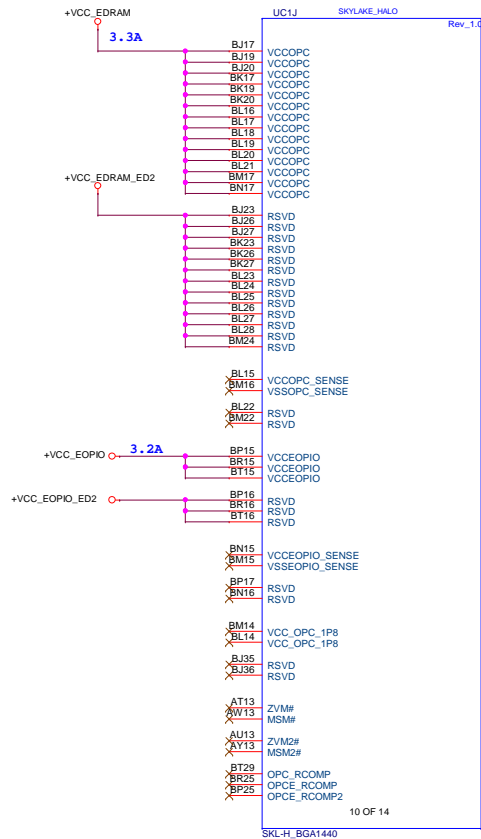 +VCC_EDRAM
UC1J
SKYLAKE_HALO
Rev_1.0
3.3A
BJ17 VCCOPC
BJ19 VCCOPC
BJ20 VCCOPC
BK17 VCCOPC
BK19 VCCOPC
BK20 VCCOPC
BL16 VCCOPC
BL17 VCCOPC
BL18 VCCOPC
BL19 VCCOPC
BL20 VCCOPC
BL21 VCCOPC
BM17 VCCOPC
BN17 VCCOPC
+VCC_EDRAM_ED2
BJ23 RSVD
BJ26 RSVD
BJ27 RSVD
BK23 RSVD
BK26 RSVD
BK27 RSVD
BL23 RSVD
BL24 RSVD
BL25 RSVD
BL26 RSVD
BL27 RSVD
BL28 RSVD
BM24 RSVD
BL15 VCCOPC_SENSE
BM16 VSSOPC_SENSE
BL22 RSVD
BM22 RSVD
+VCC_EOPIO
3.2A
BP15 VCCEOPIO
BR15 VCCEOPIO
BT15 VCCEOPIO
+VCC_EOPIO_ED2
BP16 RSVD
BR16 RSVD
BT16 RSVD
BN15 VCCEOPIO_SENSE
BM15 VSSEOPIO_SENSE
BP17 RSVD
BN16 RSVD
BM14 VCC_OPC_1P8
BL14 VCC_OPC_1P8
BJ35 RSVD
BJ36 RSVD
AT13 ZVM#
AW13 MSM#
AU13 ZVM2#
AY13 MSM2#
BT29 OPC_RCOMP
BR25 OPCE_RCOMP
BP25 OPCE_RCOMP2
10 OF 14
SKL-H_BGA1440